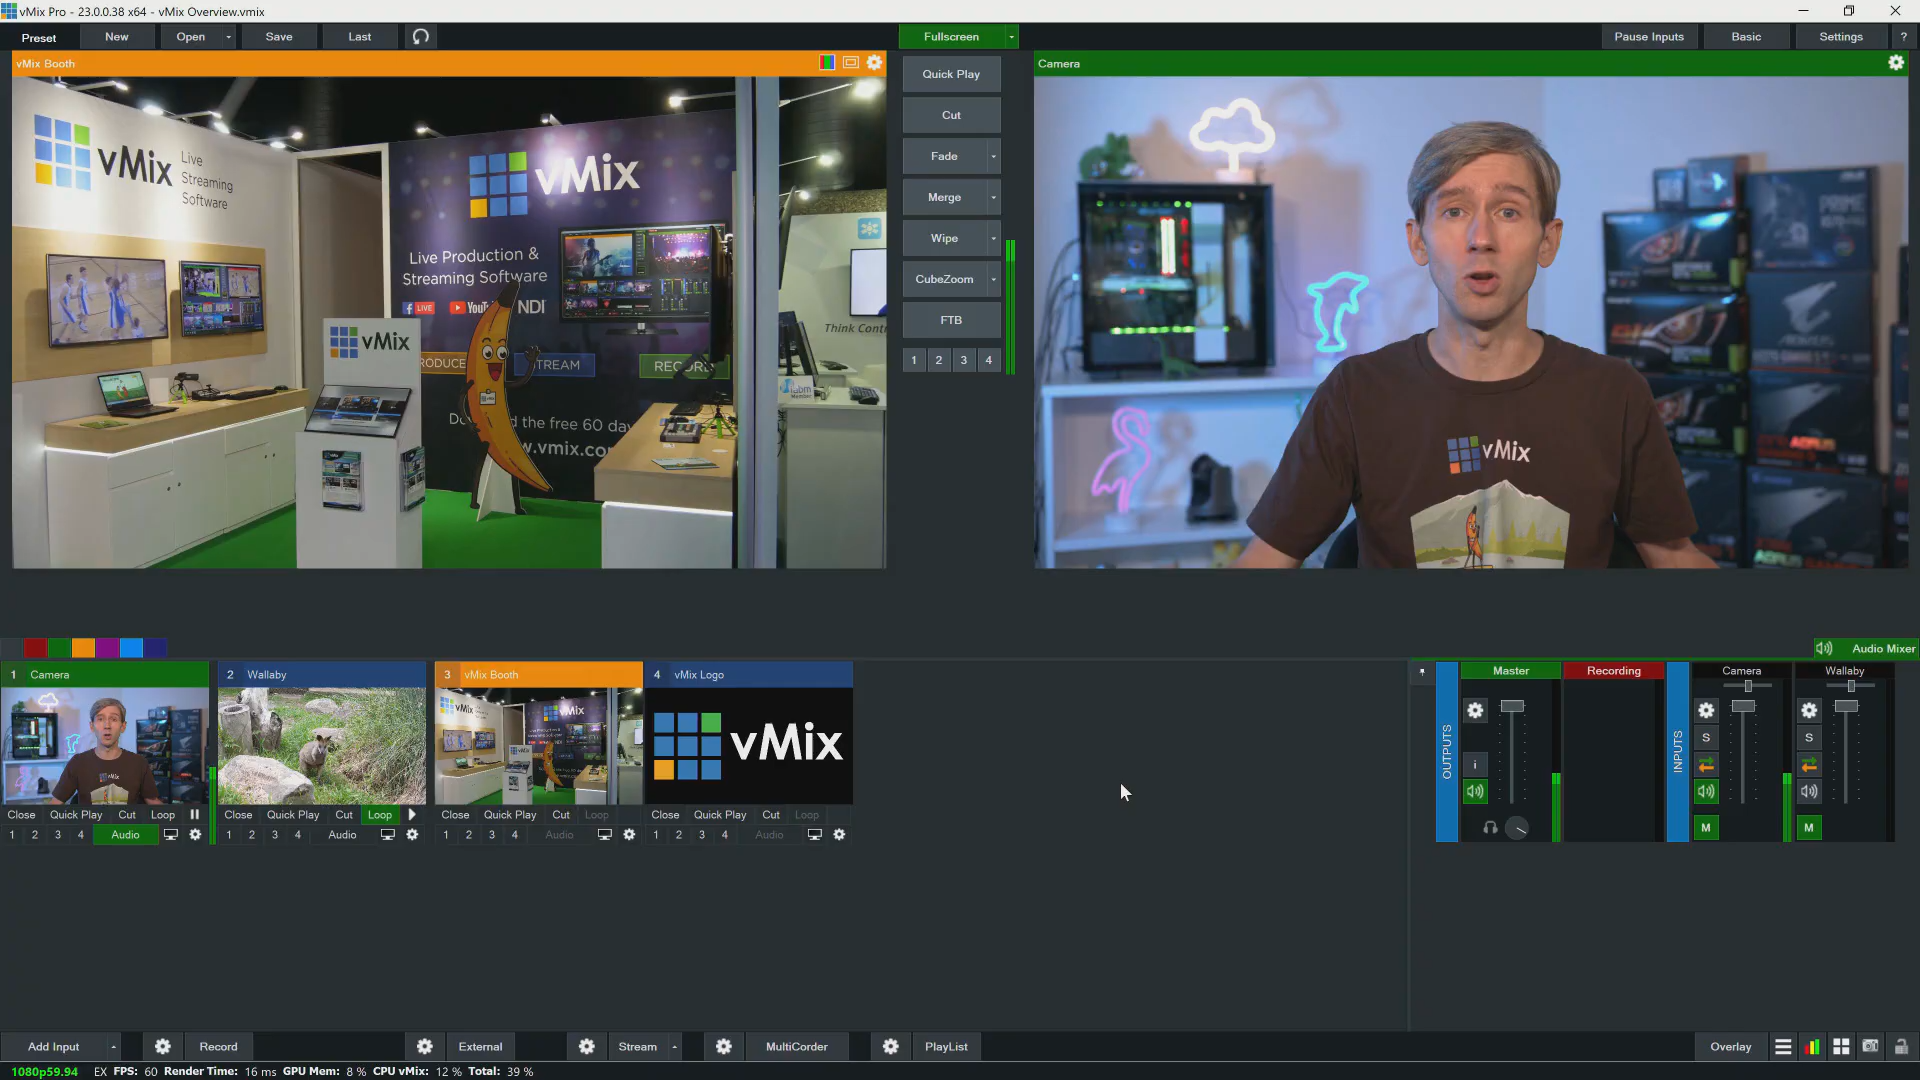 vMix Pro - 23.0.0.38 x64 - vMix Overview.vmix
Preset New Open Save Last Fullscreen Pause Inputs Basic Settings ?
vMix Booth
Camera
Quick Play
Cut
Fade
Merge
Wipe
CubeZoom
FTB
1 2 3 4
vMix
Live
Streaming
Software
vMix
Live Production &
Streaming Software
LIVE
NDI
STREAM
RECORD
the free 60
vMix
vMix
Audio Mixer
1 Camera
2 Wallaby
3 vMix Booth
4 vMix Logo
vMix
Close Quick Play Cut Loop
1 2 3 4 Audio
Close Quick Play Cut Loop
1 2 3 4 Audio
Close Quick Play Cut Loop
1 2 3 4 Audio
Close Quick Play Cut Loop
1 2 3 4 Audio
OUTPUTS
Master
i
Recording
INPUTS
Camera
S
M
Wallaby
S
M
Add Input Record External Stream MultiCorder PlayList Overlay
1080p59.94 EX FPS: 60 Render Time: 16 ms GPU Mem: 8 % CPU vMix: 12 % Total: 39 %